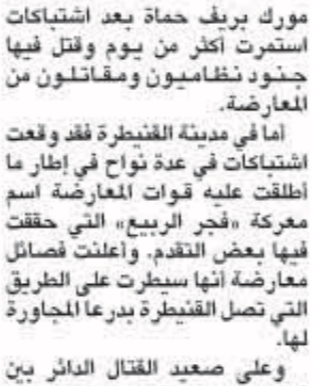 مورك بريف حماة بعد اشتباكات
استمرت أكثر من يوم وقتل فيها
جنود نظاميون ومقاتلون من
المعارضة.
أما في مدينة القنيطرة فقد وقعت
اشتباكات في عدة نواح في إطار ما
أطلقت عليه قوات المعارضة اسم
معركة «فجر الربيع» التي حققت
فيها بعض التقدم. وأعلنت فصائل
معارضة أنها سيطرت على الطريق
التي تصل القنيطرة بدرعا المجاورة
لها.
وعلى صعيد القتال الدائر بين